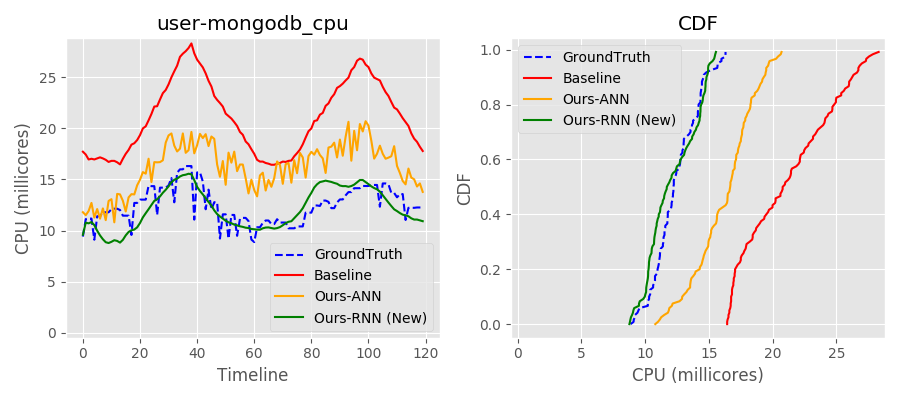 user-mongodb_cpu
CPU (millicores)
25
20
15
10
5
0
GroundTruth
Baseline
Ours-ANN
Ours-RNN (New)
0 20 40 60 80 100 120
Timeline
CDF
CDF
1.0
0.8
0.6
0.4
0.2
0.0
GroundTruth
Baseline
Ours-ANN
Ours-RNN (New)
0 5 10 15 20 25
CPU (millicores)